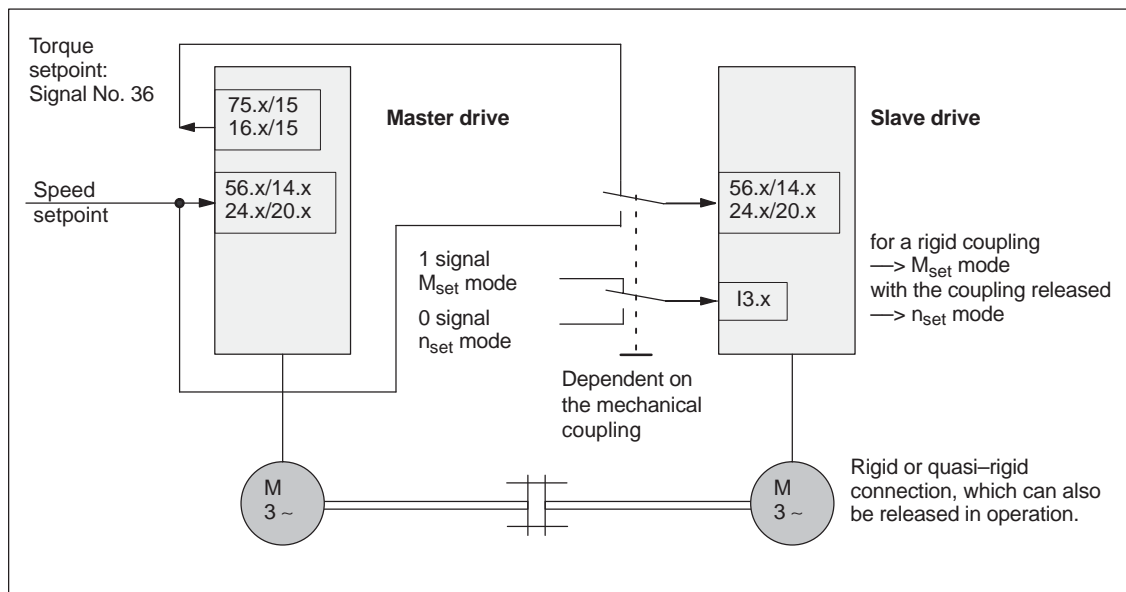 Torque
setpoint:
Signal No. 36
75.x/15
16.x/15
Master drive
Slave drive
Speed
setpoint
56.x/14.x
24.x/20.x
56.x/14.x
24.x/20.x
1 signal
Mset mode
0 signal
nset mode
I3.x
for a rigid coupling
—> Mset mode
with the coupling released
—> nset mode
Dependent on
the mechanical
coupling
M
3 ~
M
3 ~
Rigid or quasi–rigid
connection, which can also
be released in operation.